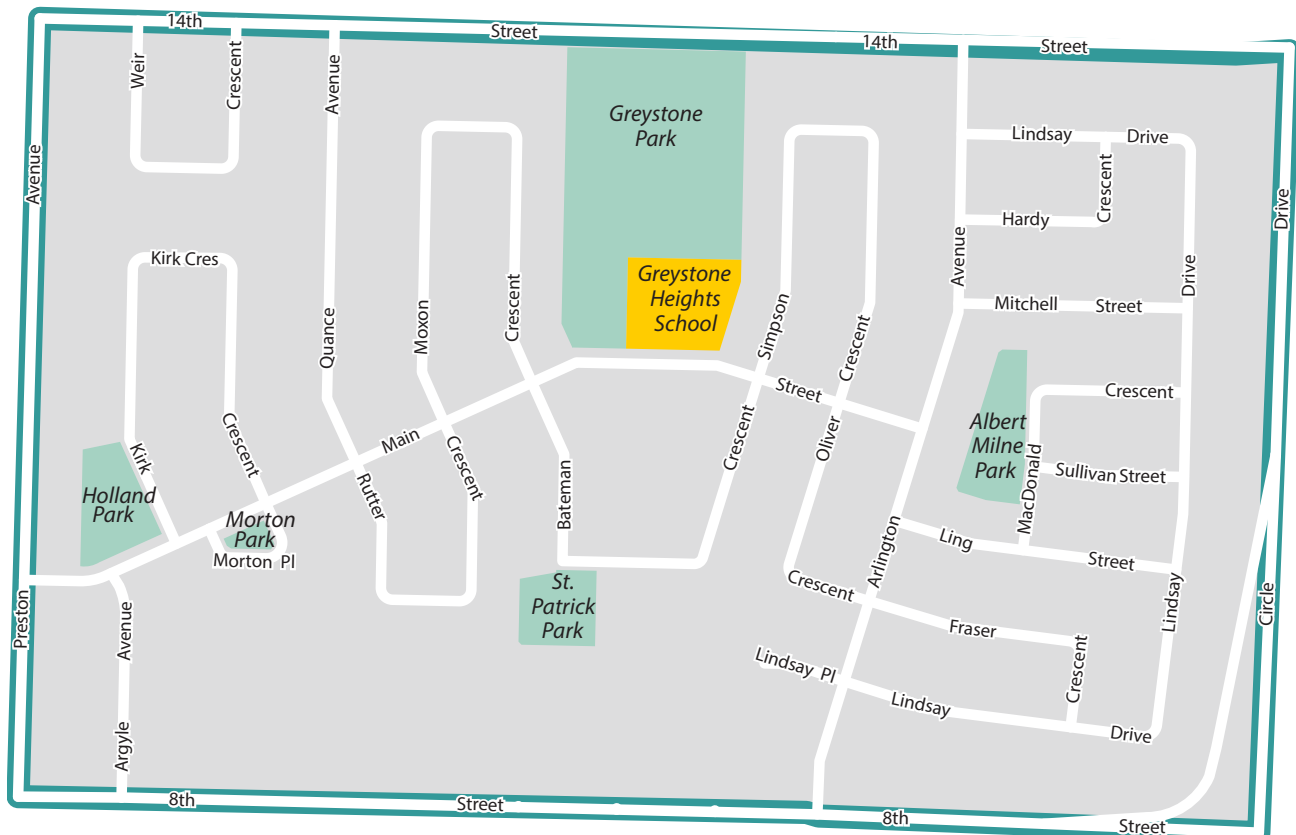 14th
Street
14th
Street
Weir
Crescent
Avenue
Avenue
Greystone
Park
Lindsay
Drive
Crescent
Hardy
Drive
Avenue
Drive
Kirk Cres
Greystone
Heights
School
Mitchell
Street
Moxon
Crescent
Quance
Simpson
Crescent
Street
Crescent
Albert
Milne
Park
Main
Crescent
Kirk
Crescent
Crescent
Oliver
MacDonald
Sullivan Street
Holland
Park
Rutter
Bateman
Morton
Park
Morton Pl
Ling
Street
Arlington
St.
Patrick
Park
Crescent
Lindsay
Circle
Preston
Avenue
Fraser
Crescent
Lindsay Pl
Lindsay
Drive
Argyle
8th
Street
8th
Street